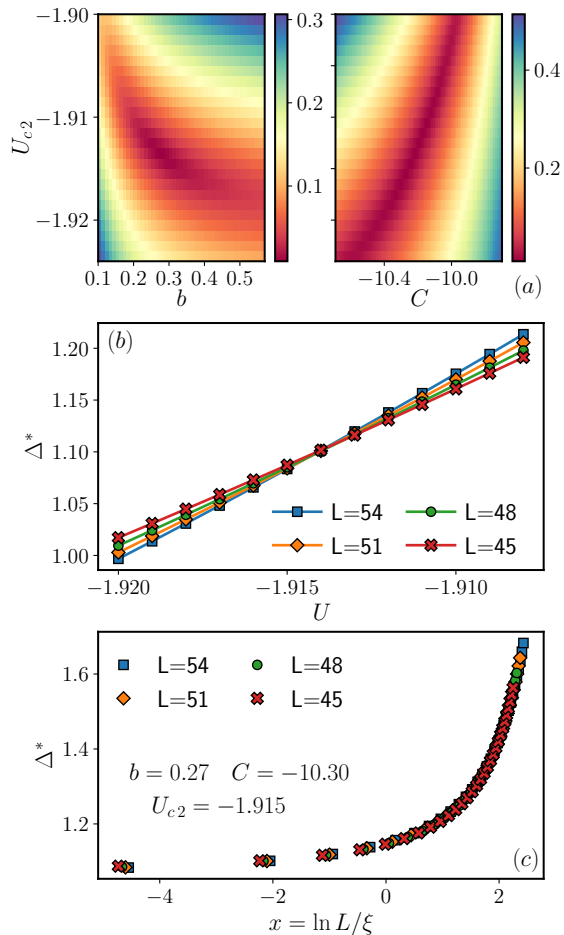 −1.90
−1.91
−1.92
U_{c2}
0.1 0.2 0.3 0.4 0.5
b
0.3
0.2
0.1
−10.4 −10.0
C
0.4
0.2
(a)
(b)
1.20
1.15
1.10
1.05
1.00
Δ*
L=54 L=48
L=51 L=45
−1.920 −1.915 −1.910
U
L=54 L=48
L=51 L=45
1.6
1.4
1.2
Δ*
b = 0.27 C = −10.30
U_{c2} = −1.915
(c)
−4 −2 0 2
x = ln L/ξ